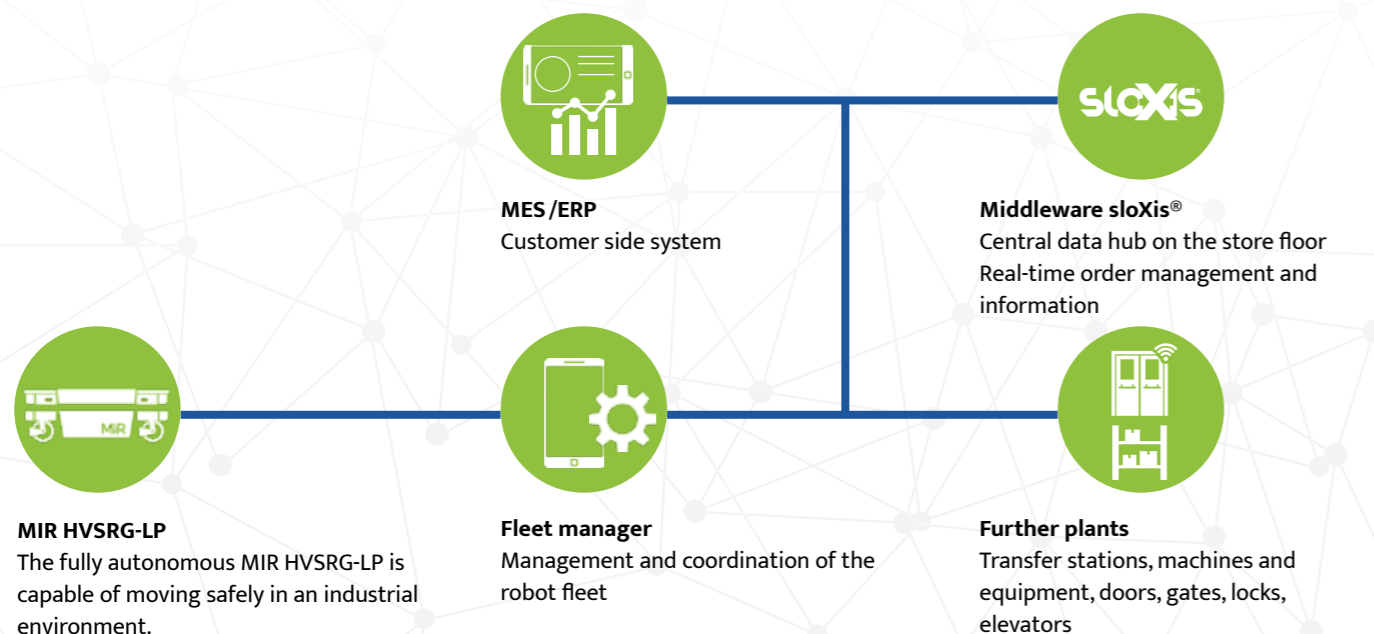 sloXis
MES/ERP
Customer side system
Middleware sloXis®
Central data hub on the store floor
Real-time order management and
information
MiR
MIR HVSRG-LP
The fully autonomous MIR HVSRG-LP is
capable of moving safely in an industrial
environment.
Fleet manager
Management and coordination of the
robot fleet
Further plants
Transfer stations, machines and
equipment, doors, gates, locks,
elevators